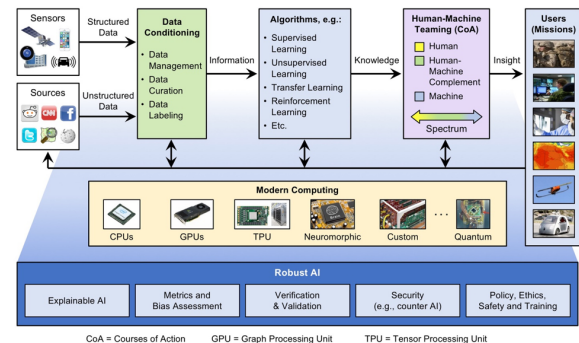 Sensors
Structured
Data
Sources
Unstructured
Data
CNN
f
Data
Conditioning
• Data
Management
• Data
Curation
• Data
Labeling
Information
Algorithms, e.g.:
• Supervised
Learning
• Unsupervised
Learning
• Transfer Learning
• Reinforcement
Learning
• Etc.
Knowledge
Human-Machine
Teaming (CoA)
Human
Human-
Machine
Complement
Machine
Spectrum
Insight
Users
(Missions)
Modern Computing
CPUs
GPUs
TPU
Neuromorphic
Custom
. . .
Quantum
Robust AI
Explainable AI
Metrics and
Bias Assessment
Verification
& Validation
Security
(e.g., counter AI)
Policy, Ethics,
Safety and Training
CoA = Courses of Action GPU = Graph Processing Unit TPU = Tensor Processing Unit